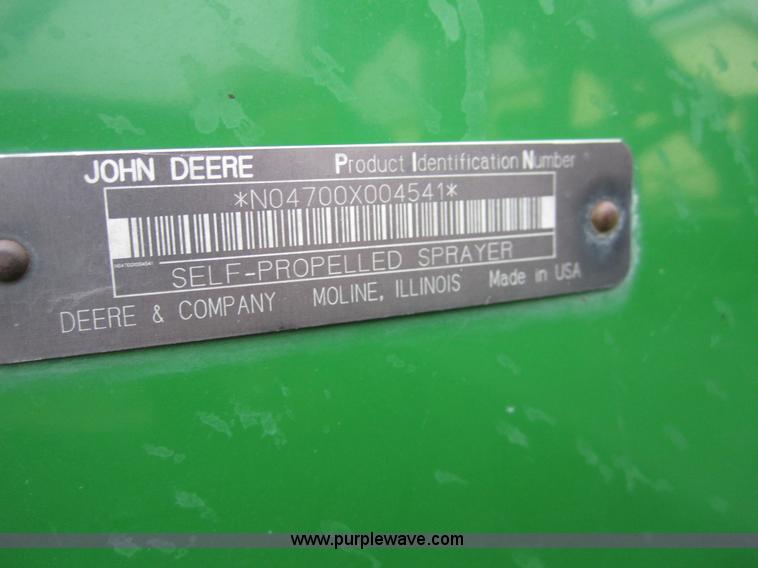 JOHN DEERE Product Identification Number
*N04700X004541*
N04700X004541
SELF-PROPELLED SPRAYER
DEERE & COMPANY MOLINE, ILLINOIS Made in USA
www.purplewave.com